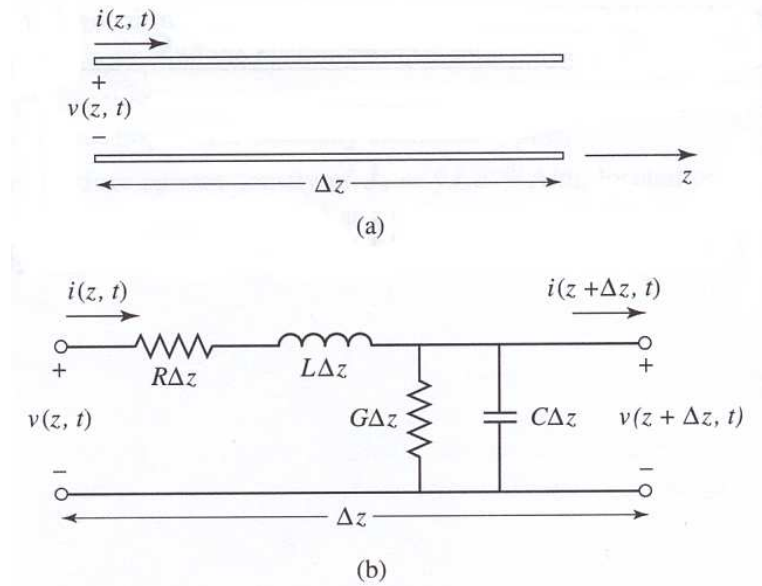 i(z, t)
+
v(z, t)
−
Δz
z
(a)
i(z, t)
i(z +Δz, t)
+
RΔz
LΔz
+
v(z, t)
GΔz
CΔz
v(z + Δz, t)
−
−
Δz
(b)